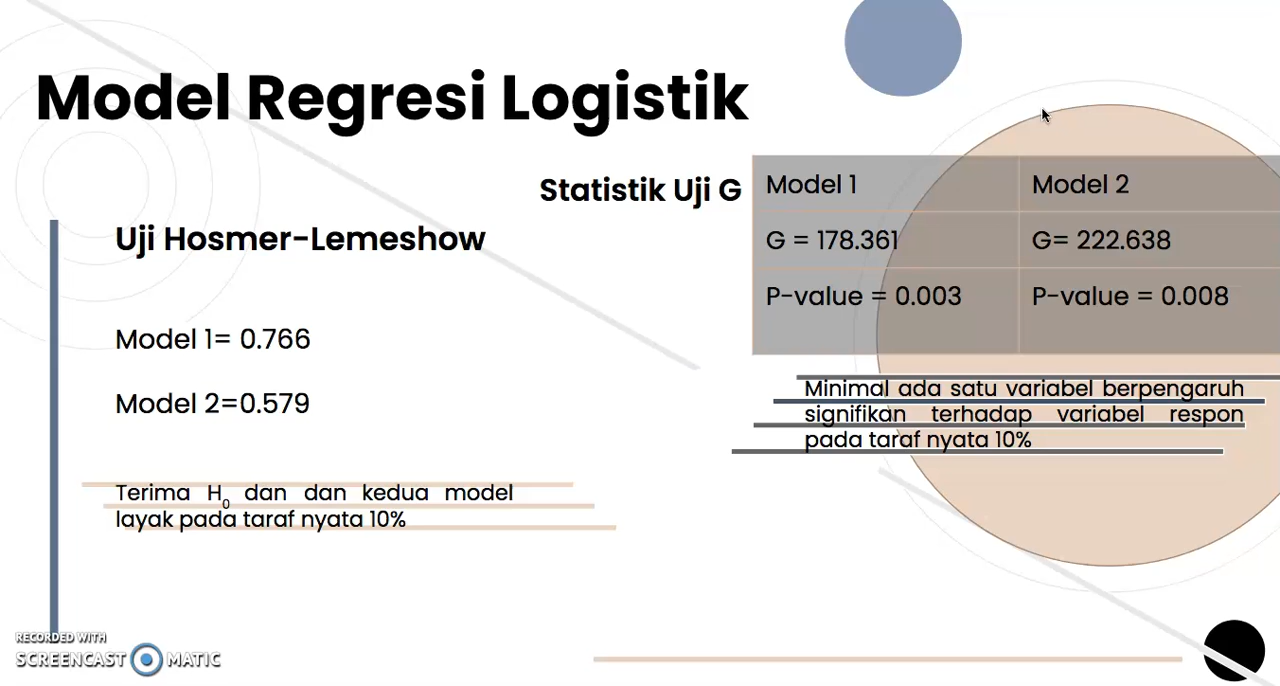 Model Regresi Logistik
Statistik Uji G
Model 1 Model 2
G = 178.361 G= 222.638
P-value = 0.003 P-value = 0.008
Minimal ada satu variabel berpengaruh
signifikan terhadap variabel respon
pada taraf nyata 10%
Uji Hosmer-Lemeshow
Model 1= 0.766
Model 2=0.579
Terima H0 dan dan kedua model
layak pada taraf nyata 10%
RECORDED WITH
SCREENCAST MATIC